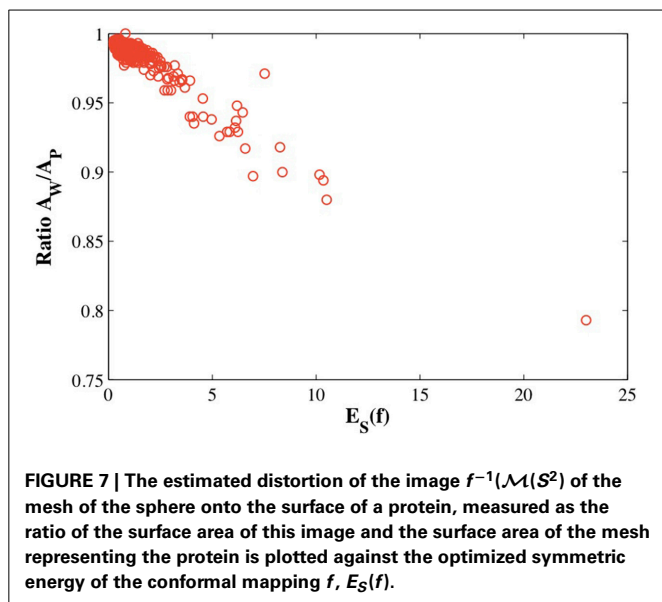 1
0.95
0.9
0.85
0.8
0.75
Ratio A_W/A_P
0 5 10 15 20 25
E_S(f)
FIGURE 7 | The estimated distortion of the image f⁻¹(𝓜(S²) of the
mesh of the sphere onto the surface of a protein, measured as the
ratio of the surface area of this image and the surface area of the mesh
representing the protein is plotted against the optimized symmetric
energy of the conformal mapping f, E_S(f).